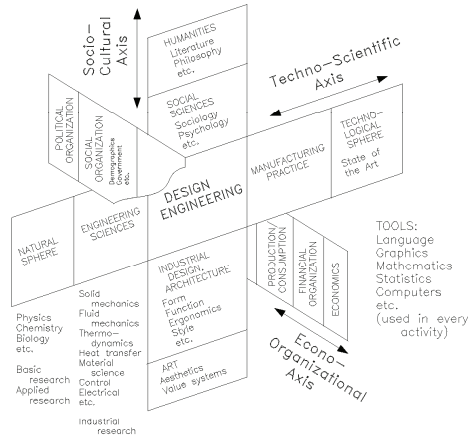 Socio-
Cultural
Axis
HUMANITIES
Literature
Philosophy
etc.
Techno-Scientific
Axis
SOCIAL
SCIENCES
Sociology
Psychology
etc.
POLITICAL
ORGANIZATION
SOCIAL
ORGANIZATION
Demographics
Government
etc.
TECHNO-
LOGICAL
SPHERE
State of
the Art
MANUFACTURING
PRACTICE
DESIGN
ENGINEERING
ENGINEERING
SCIENCES
NATURAL
SPHERE
INDUSTRIAL
DESIGN,
ARCHITECTURE
Form
Function
Ergonomics
Style
etc.
PRODUCTION
CONSUMPTION
FINANCIAL
ORGANIZATION
ECONOMICS
TOOLS:
Language
Graphics
Mathematics
Statistics
Computers
etc.
(used in every
activity)
Physics
Chemistry
Biology
etc.
Basic
research
Applied
research
Solid
mechanics
Fluid
mechanics
Thermo-
dynamics
Heat transfer
Material
science
Control
Electrical
etc.
Industrial
research
ART
Aesthetics
Value systems
Econo-
Organizational
Axis